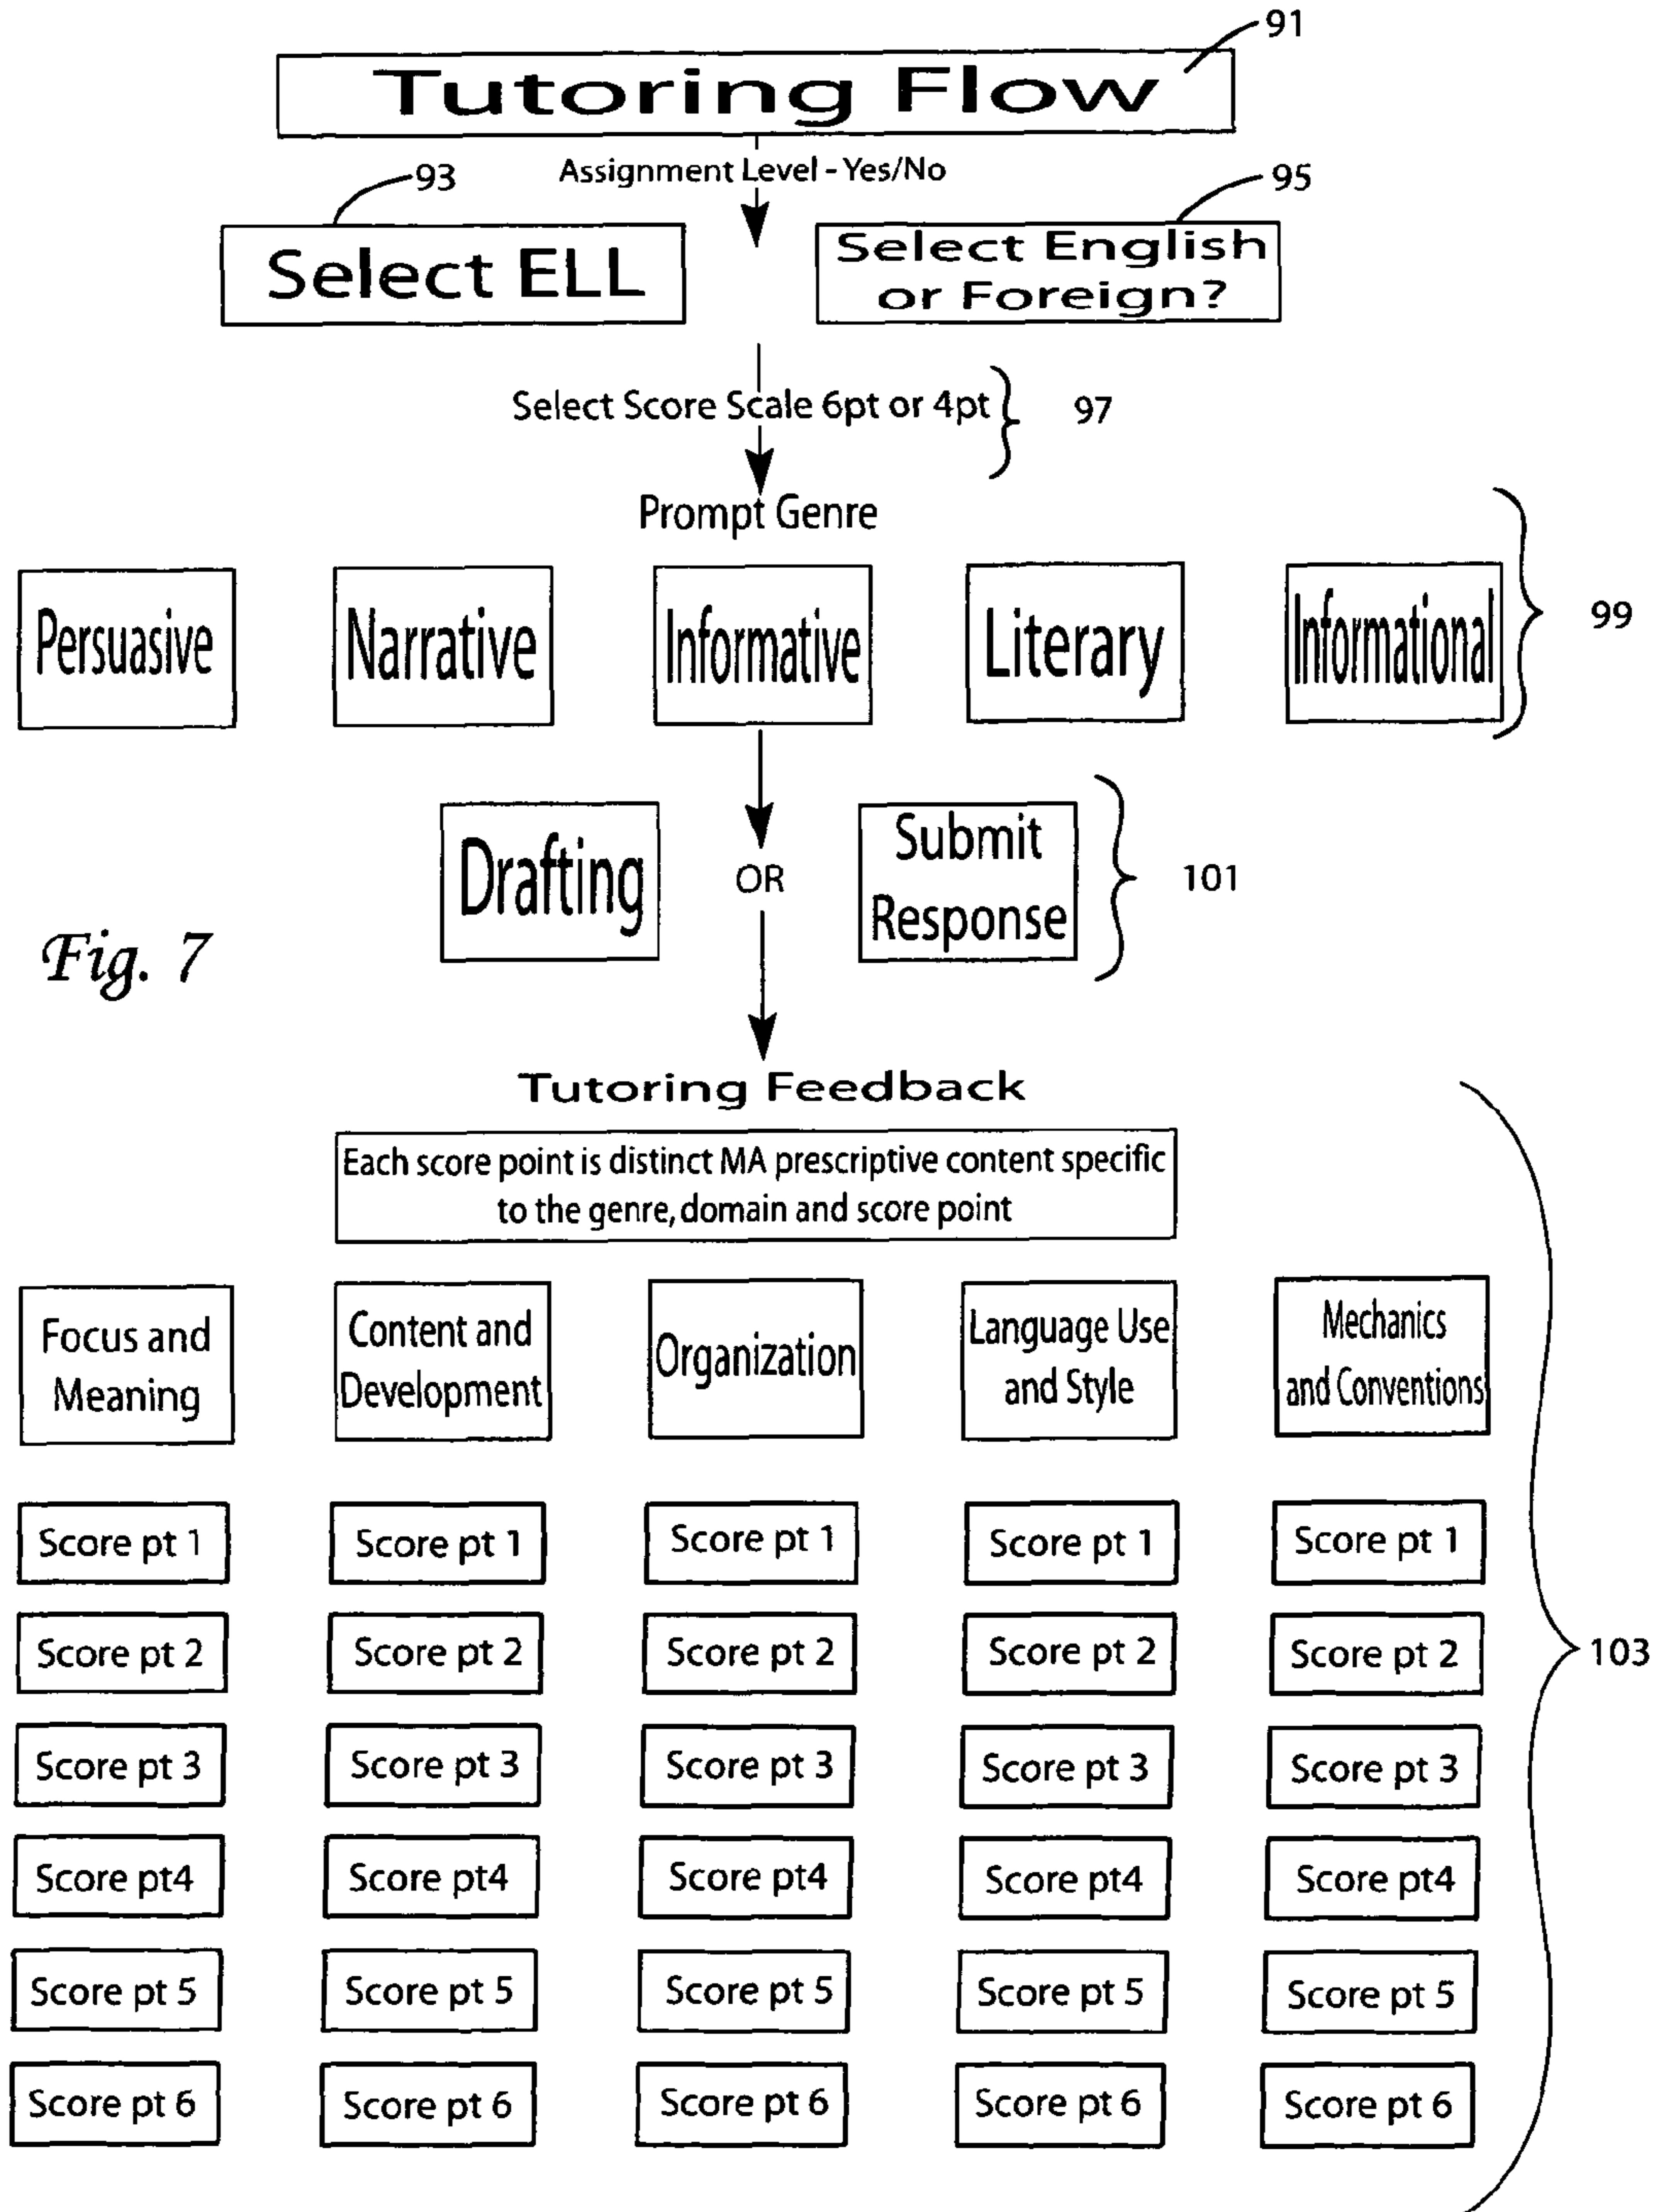 91
Tutoring Flow
Assignment Level - Yes/No
93
95
Select ELL
Select English
or Foreign?
Select Score Scale 6pt or 4pt
97
Prompt Genre
99
Persuasive
Narrative
Informative
Literary
Informational
Drafting
OR
Submit
Response
101
Fig. 7
Tutoring Feedback
Each score point is distinct MA prescriptive content specific
to the genre, domain and score point
Focus and
Meaning
Content and
Development
Organization
Language Use
and Style
Mechanics
and Conventions
Score pt 1
Score pt 1
Score pt 1
Score pt 1
Score pt 1
Score pt 2
Score pt 2
Score pt 2
Score pt 2
Score pt 2
103
Score pt 3
Score pt 3
Score pt 3
Score pt 3
Score pt 3
Score pt4
Score pt4
Score pt4
Score pt4
Score pt4
Score pt 5
Score pt 5
Score pt 5
Score pt 5
Score pt 5
Score pt 6
Score pt 6
Score pt 6
Score pt 6
Score pt 6